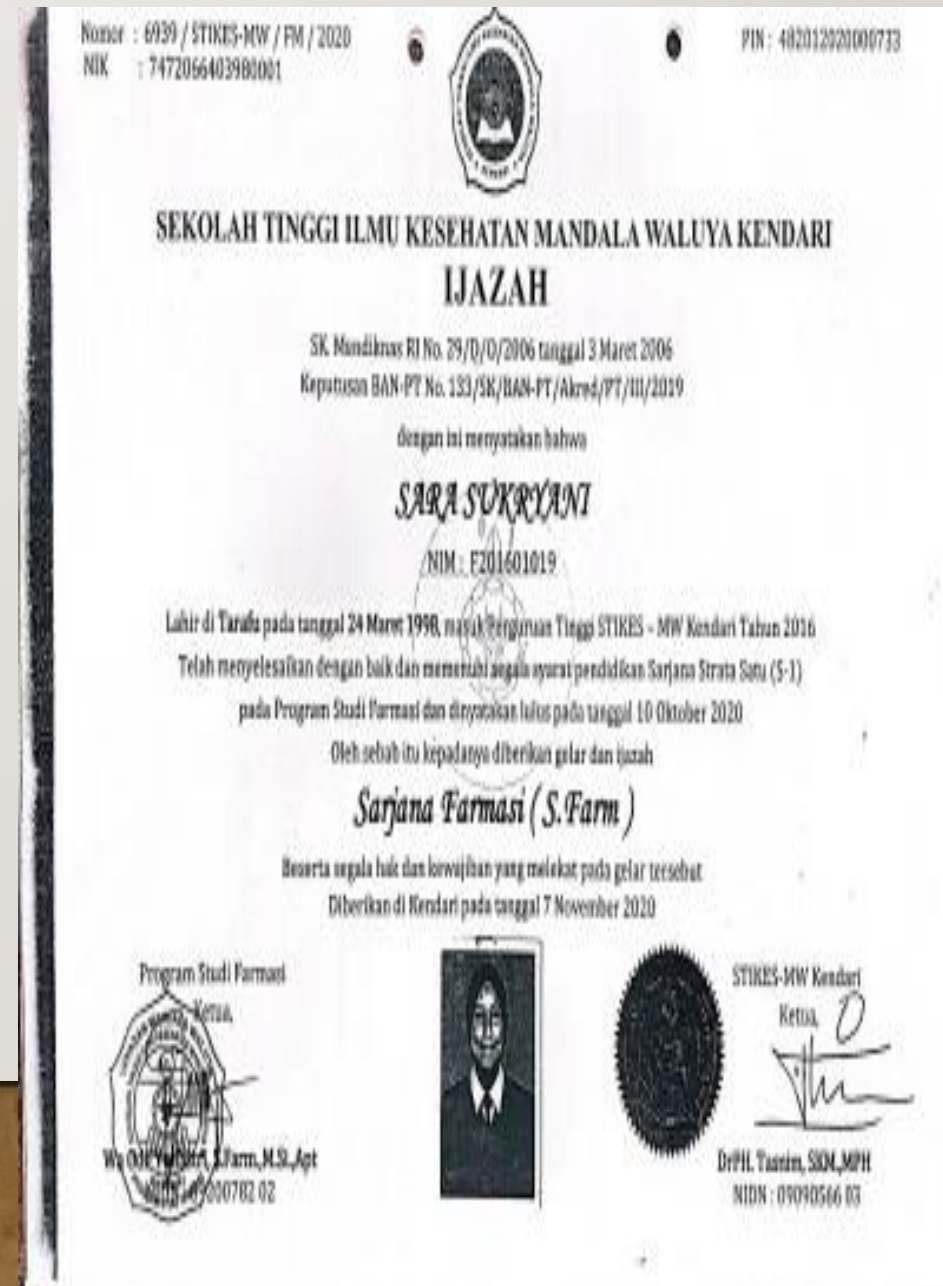 Nomor : 6939 / STIKES-MW / FM / 2020
NIK : 7472066403980001
PIN : 482012020000733
SEKOLAH TINGGI ILMU KESEHATAN MANDALA WALUYA KENDARI
IJAZAH
SK. Mendiknas RI No. 29/D/O/2006 tanggal 3 Maret 2006
Keputusan BAN-PT No. 133/SK/BAN-PT/Akred/PT/III/2019
dengan ini menyatakan bahwa
SARA SUKRYANI
NIM : F201601019
Lahir di Tarafu pada tanggal 24 Maret 1998, masuk Perguruan Tinggi STIKES – MW Kendari Tahun 2016
Telah menyelesaikan dengan baik dan memenuhi segala syarat pendidikan Sarjana Strata Satu (S-1)
pada Program Studi Farmasi dan dinyatakan lulus pada tanggal 10 Oktober 2020
Oleh sebab itu kepadanya diberikan gelar dan ijazah
Sarjana Farmasi ( S.Farm )
Beserta segala hak dan kewajiban yang melekat pada gelar tersebut
Diberikan di Kendari pada tanggal 7 November 2020
Program Studi Farmasi
Ketua,
S.Farm.,M.Si.,Apt
STIKES-MW Kendari
Ketua,
DrPH. Tasnim, SKM.,MPH
NIDN : 09090566 03